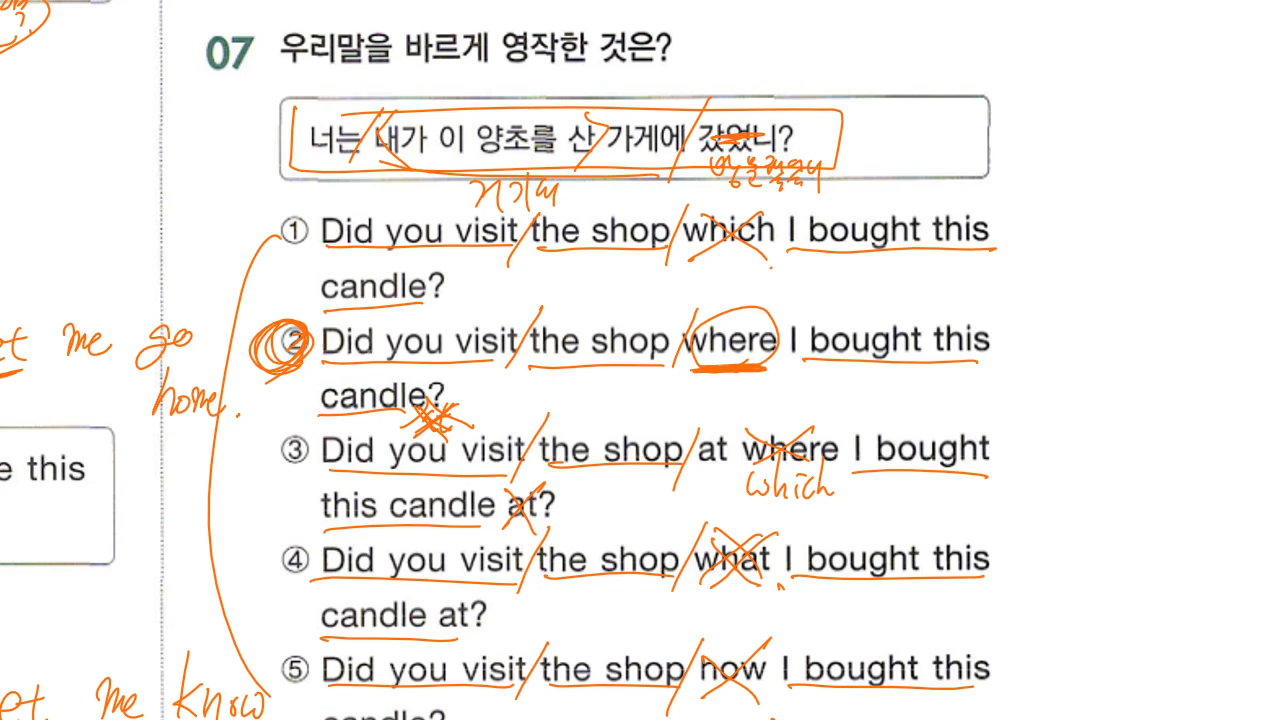 07 우리말을 바르게 영작한 것은?
너는 내가 이 양초를 산 가게에 갔었니?
① Did you visit the shop which I bought this
candle?
et me go
② Did you visit the shop where I bought this
home.
candle?
③ Did you visit the shop at where I bought
e this
which
this candle at?
④ Did you visit the shop what I bought this
candle at?
⑤ Did you visit the shop how I bought this
et me know
candle?